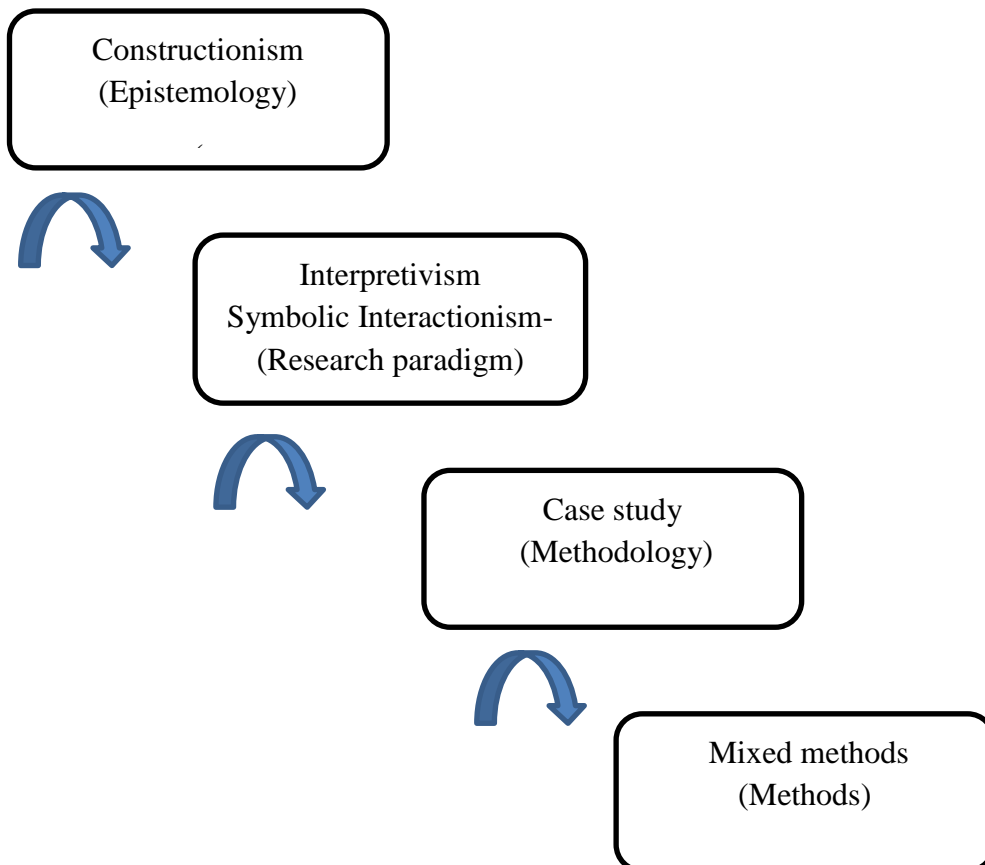 Constructionism
(Epistemology)
Interpretivism
Symbolic Interactionism-
(Research paradigm)
Case study
(Methodology)
Mixed methods
(Methods)